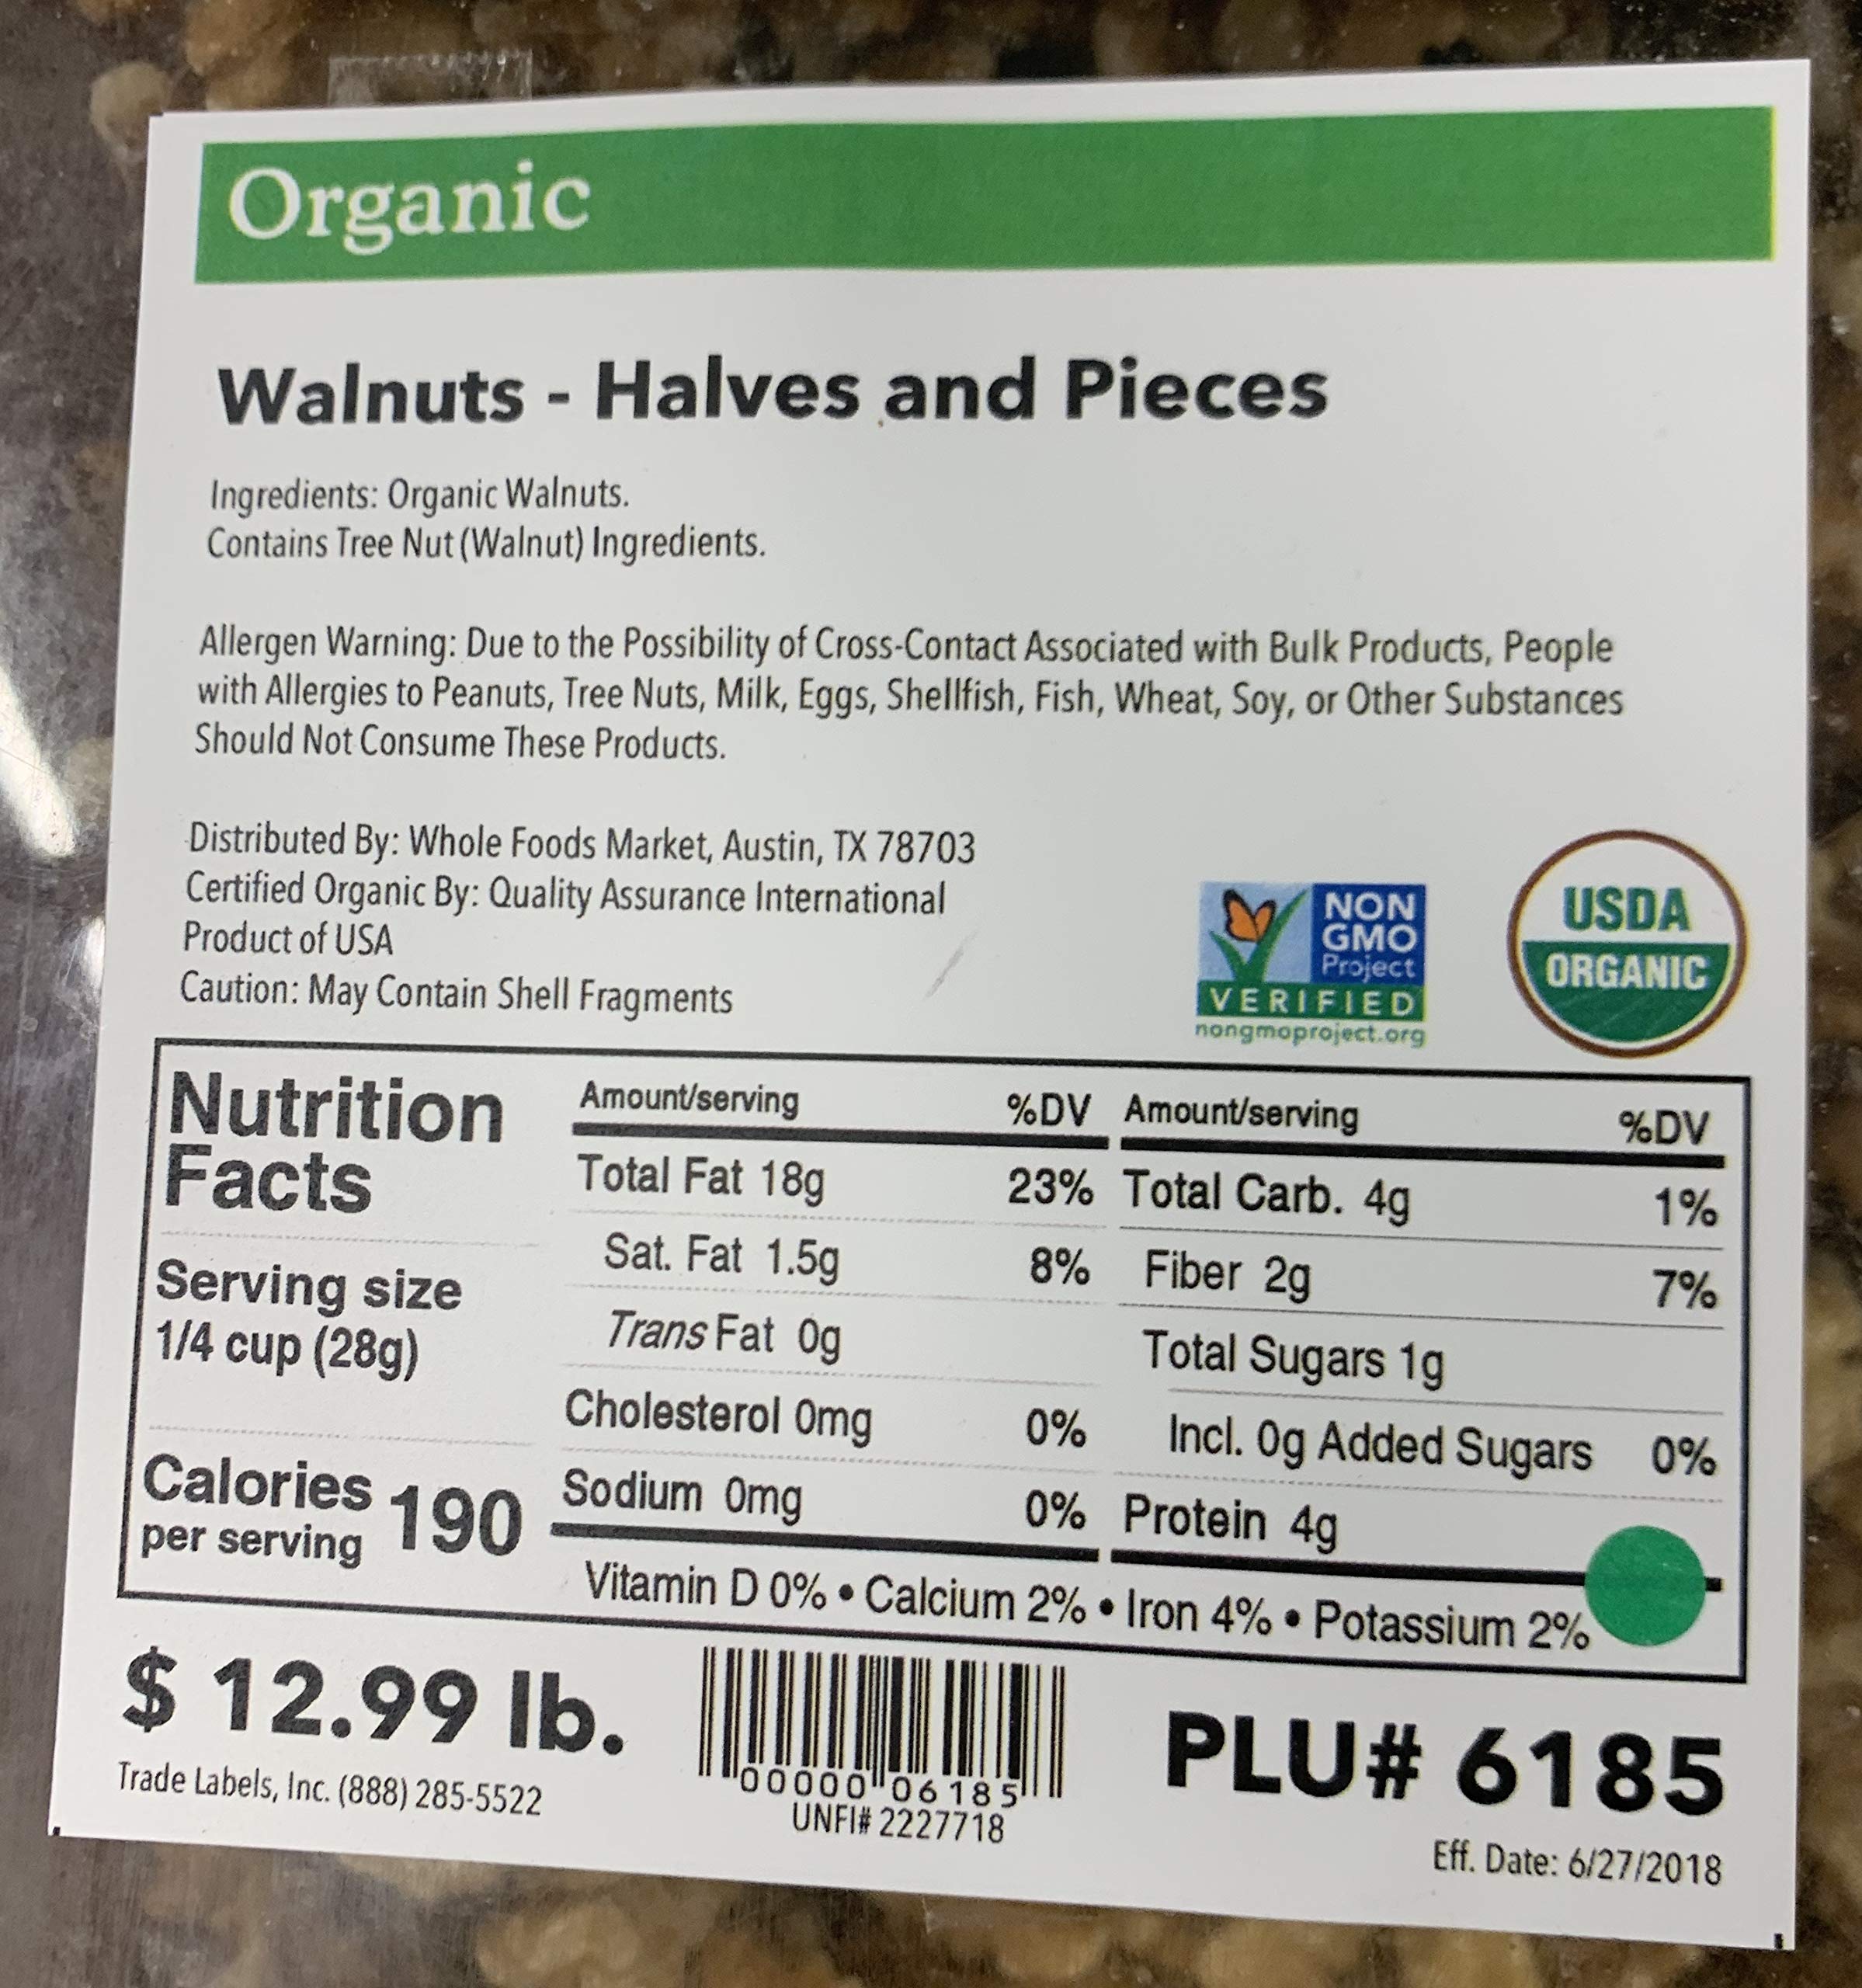 Organic
Walnuts - Halves and Pieces
Ingredients: Organic Walnuts.
Contains Tree Nut (Walnut) Ingredients.
Allergen Warning: Due to the Possibility of Cross-Contact Associated with Bulk Products, People
with Allergies to Peanuts, Tree Nuts, Milk, Eggs, Shellfish, Fish, Wheat, Soy, or Other Substances
Should Not Consume These Products.
Distributed By: Whole Foods Market, Austin, TX 78703
Certified Organic By: Quality Assurance International
Product of USA
Caution: May Contain Shell Fragments
NON
GMO
Project
VERIFIED
nongmoproject.org
USDA
ORGANIC
Nutrition
Facts
Serving size
1/4 cup (28g)
Calories 190
per serving
Amount/serving %DV
Total Fat 18g 23%
Sat. Fat 1.5g 8%
Trans Fat 0g
Cholesterol 0mg 0%
Sodium 0mg 0%
Amount/serving %DV
Total Carb. 4g 1%
Fiber 2g 7%
Total Sugars 1g
Incl. 0g Added Sugars 0%
Protein 4g
Vitamin D 0% • Calcium 2% • Iron 4% • Potassium 2%
$ 12.99 lb.
Trade Labels, Inc. (888) 285-5522
00000 06185
UNFI# 2227718
PLU# 6185
Eff. Date: 6/27/2018